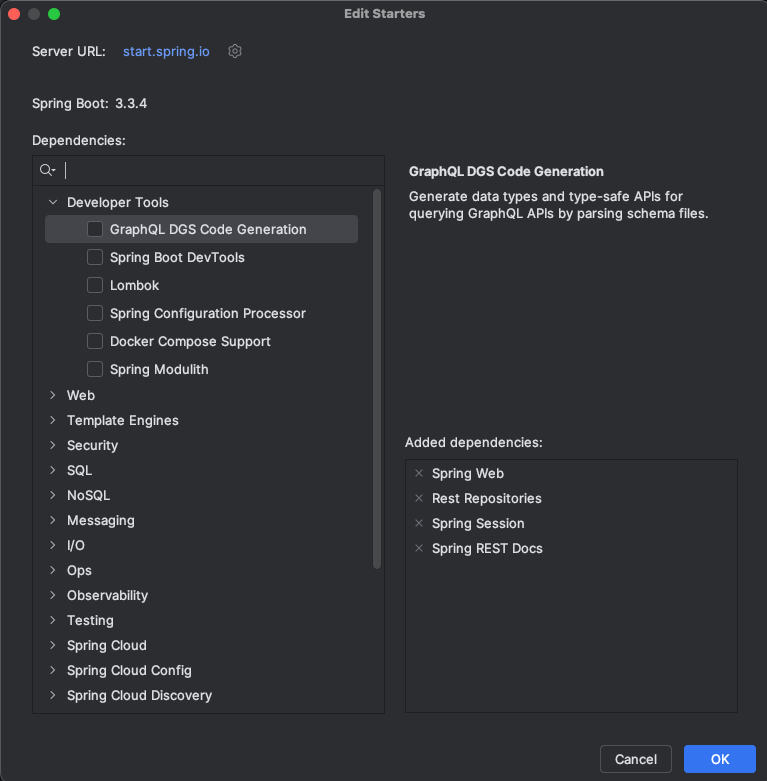 Edit Starters
Server URL: start.spring.io
Spring Boot: 3.3.4
Dependencies:
Developer Tools
GraphQL DGS Code Generation
Spring Boot DevTools
Lombok
Spring Configuration Processor
Docker Compose Support
Spring Modulith
Web
Template Engines
Security
SQL
NoSQL
Messaging
I/O
Ops
Observability
Testing
Spring Cloud
Spring Cloud Config
Spring Cloud Discovery
GraphQL DGS Code Generation
Generate data types and type-safe APIs for
querying GraphQL APIs by parsing schema files.
Added dependencies:
Spring Web
Rest Repositories
Spring Session
Spring REST Docs
Cancel
OK